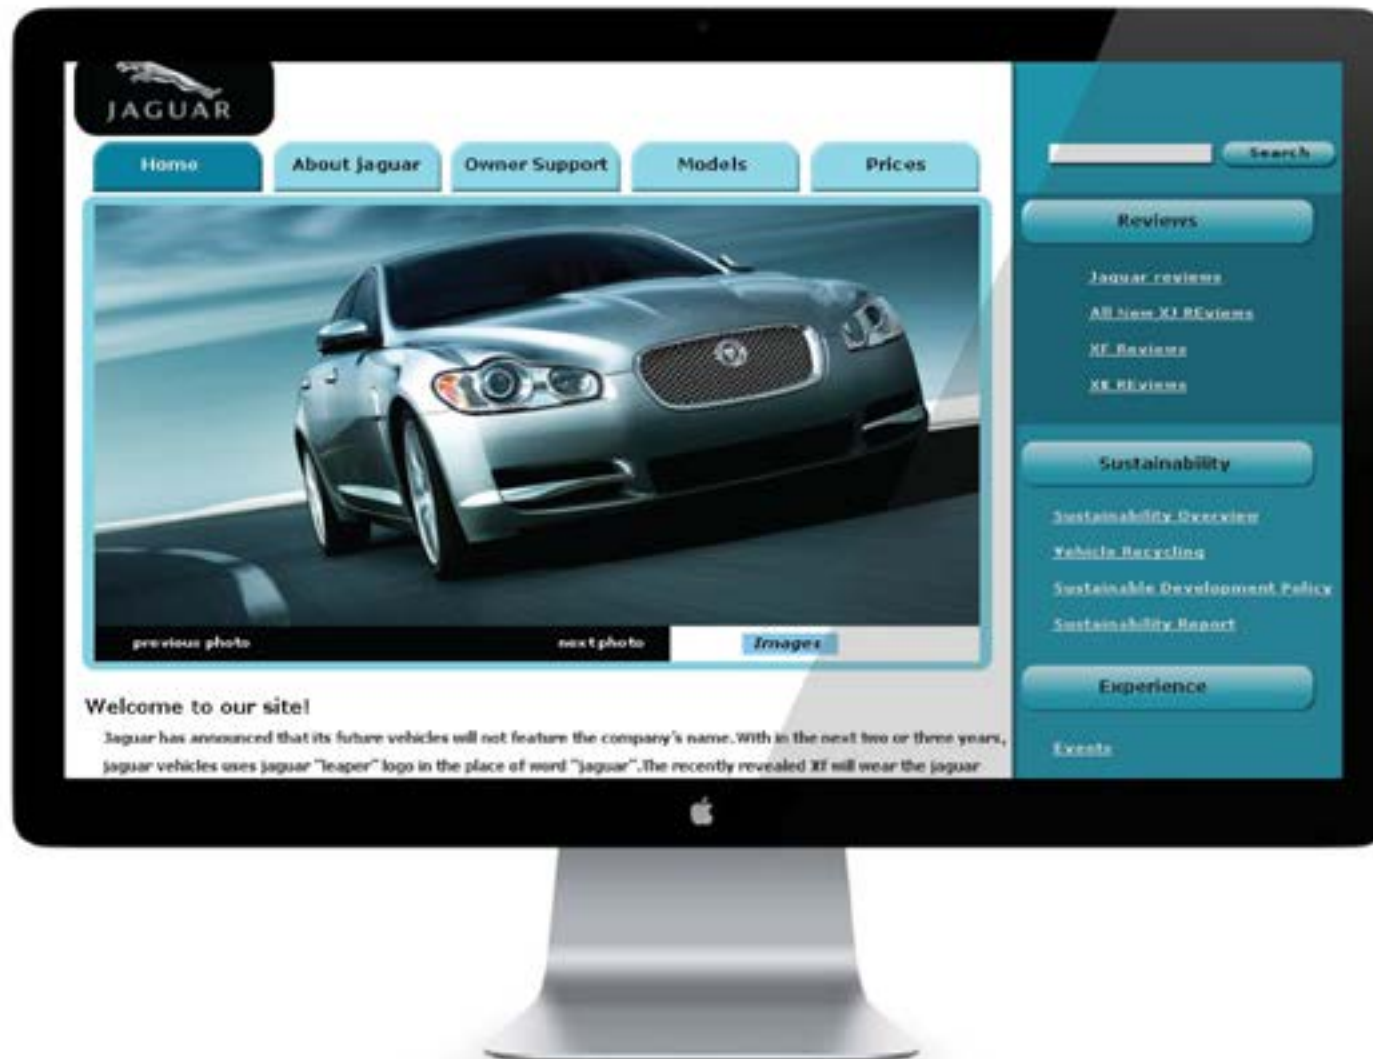 JAGUAR
Home
About jaguar
Owner Support
Models
Prices
Search
Reviews
Jaguar reviews
All New XJ REviems
XF Reviews
XK REviems
Sustainability
Sustainability Overview
Vehicle Recycling
Sustainable Development Policy
Sustainability Report
Experience
Events
previous photo
next photo
Images
Welcome to our site!
Jaguar has announced that its future vehicles will not feature the company's name. With in the next two or three years,
jaguar vehicles uses jaguar "leaper" logo in the place of word "jaguar".The recently revealed Xf will wear the jaguar